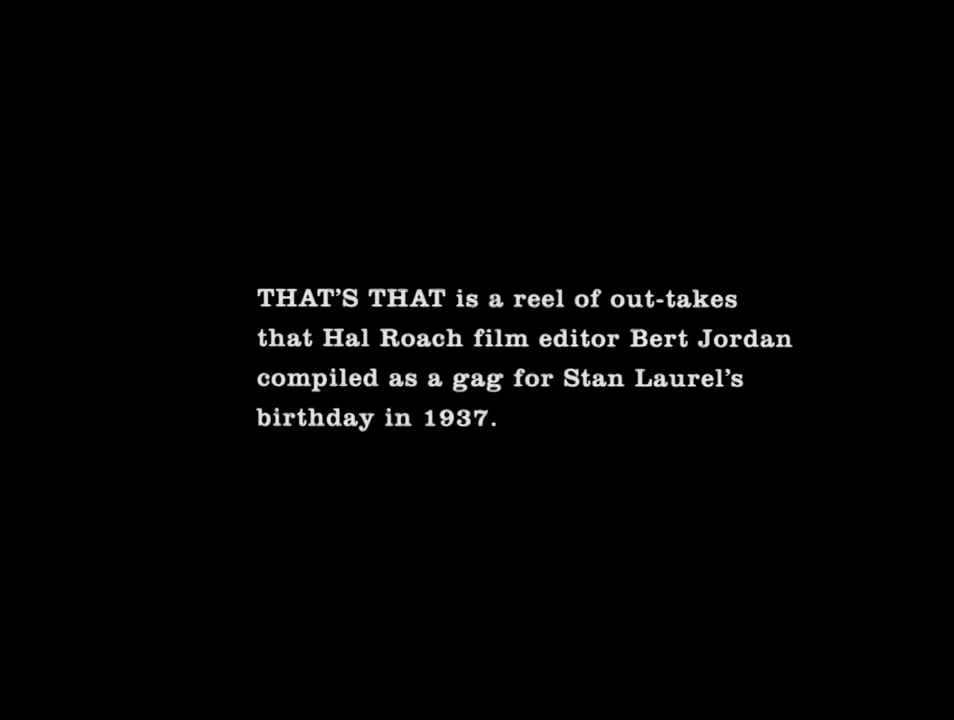 THAT’S THAT is a reel of out-takes
that Hal Roach film editor Bert Jordan
compiled as a gag for Stan Laurel’s
birthday in 1937.